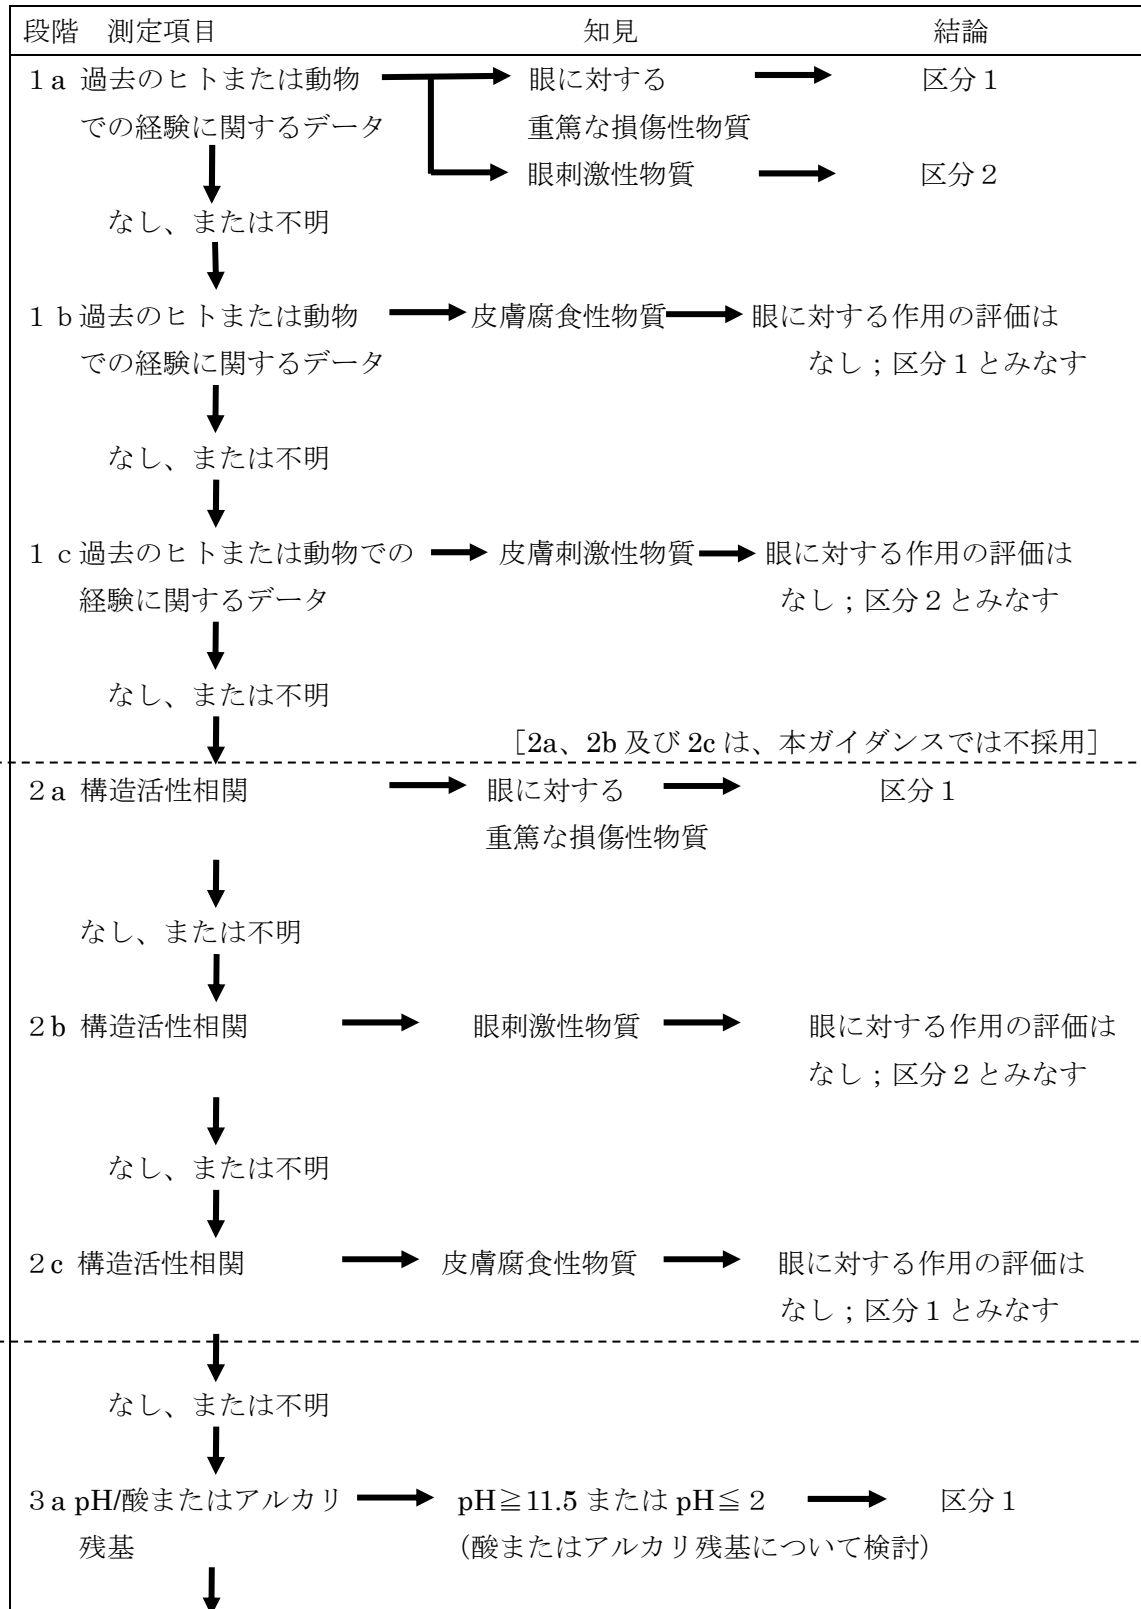 段階 測定項目 知見 結論
１a 過去のヒトまたは動物 眼に対する 区分１
での経験に関するデータ 重篤な損傷性物質
眼刺激性物質 区分２
なし、または不明
１b 過去のヒトまたは動物 皮膚腐食性物質 眼に対する作用の評価は
での経験に関するデータ なし；区分１とみなす
なし、または不明
１c 過去のヒトまたは動物での 皮膚刺激性物質 眼に対する作用の評価は
経験に関するデータ なし；区分２とみなす
なし、または不明
［2a、2b 及び 2c は、本ガイダンスでは不採用］
２a 構造活性相関 眼に対する 区分１
重篤な損傷性物質
なし、または不明
２b 構造活性相関 眼刺激性物質 眼に対する作用の評価は
なし；区分２とみなす
なし、または不明
２c 構造活性相関 皮膚腐食性物質 眼に対する作用の評価は
なし；区分１とみなす
なし、または不明
３a pH/酸またはアルカリ pH≧11.5 または pH≦２ 区分１
残基 （酸またはアルカリ残基について検討）